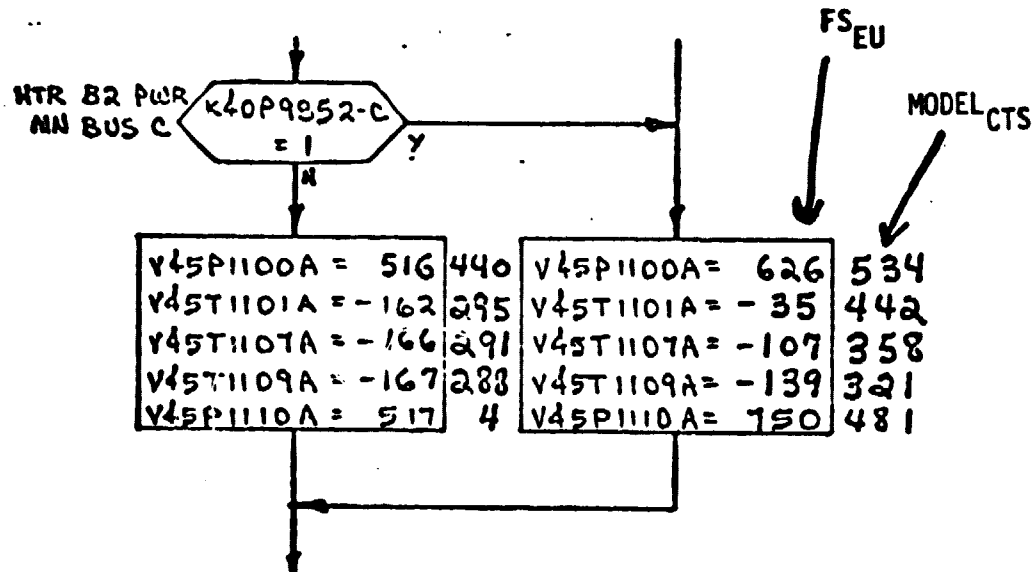 FS EU
MODEL CTS
HTR B2 PWR
MN BUS C
K40P9952-C
= 1
Y
N
V45P1100A = 516 440
V45T1101A = -162 295
V45T1107A = -166 291
V45T1109A = -167 288
V45P1110A = 517 4
V45P1100A = 626 534
V45T1101A = - 35 442
V45T1107A = -107 358
V45T1109A = -139 321
V45P1110A = 750 481